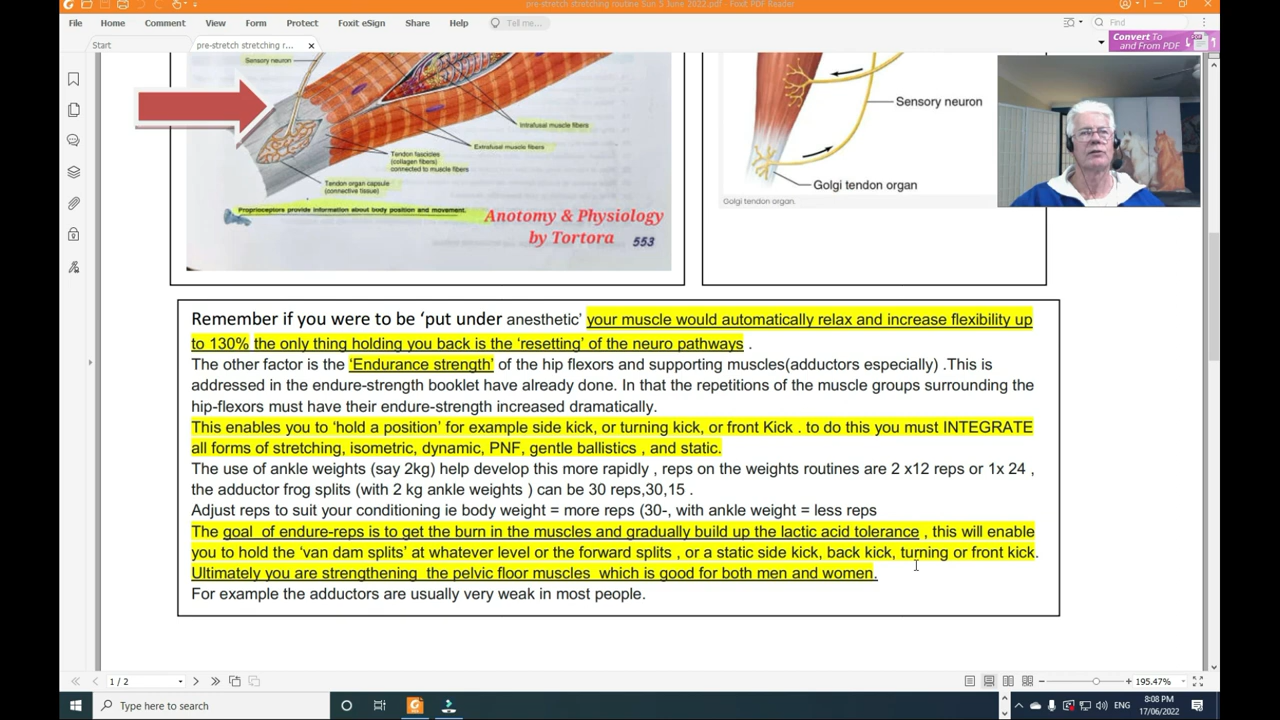 pre-stretch stretching routine Sun 5 June 2022.pdf - Foxit PDF Reader
File Home Comment View Form Protect Foxit eSign Share Help Tell me... Find
Start pre-stretch stretching r... Convert To and From PDF
Sensory neuron
Intrafusal muscle fibers
Extrafusal muscle fibers
Tendon fascicles
(collagen fibers)
connected to muscle fibers
Tendon organ capsule
(connective tissue)
Proprioceptors provide information about body position and movement.
Anotomy & Physiology
by Tortora 553
Sensory neuron
Golgi tendon organ
Golgi tendon organ.
Remember if you were to be ‘put under anesthetic’ your muscle would automatically relax and increase flexibility up
to 130% the only thing holding you back is the ‘resetting’ of the neuro pathways .
The other factor is the ‘Endurance strength’ of the hip flexors and supporting muscles(adductors especially) .This is
addressed in the endure-strength booklet have already done. In that the repetitions of the muscle groups surrounding the
hip-flexors must have their endure-strength increased dramatically.
This enables you to ‘hold a position’ for example side kick, or turning kick, or front Kick . to do this you must INTEGRATE
all forms of stretching, isometric, dynamic, PNF, gentle ballistics , and static.
The use of ankle weights (say 2kg) help develop this more rapidly , reps on the weights routines are 2 x12 reps or 1x 24 ,
the adductor frog splits (with 2 kg ankle weights ) can be 30 reps,30,15 .
Adjust reps to suit your conditioning ie body weight = more reps (30-, with ankle weight = less reps
The goal of endure-reps is to get the burn in the muscles and gradually build up the lactic acid tolerance , this will enable
you to hold the ‘van dam splits’ at whatever level or the forward splits , or a static side kick, back kick, turning or front kick.
Ultimately you are strengthening the pelvic floor muscles which is good for both men and women.
For example the adductors are usually very weak in most people.
1 / 2 195.47%
Type here to search ENG 8:08 PM
17/06/2022